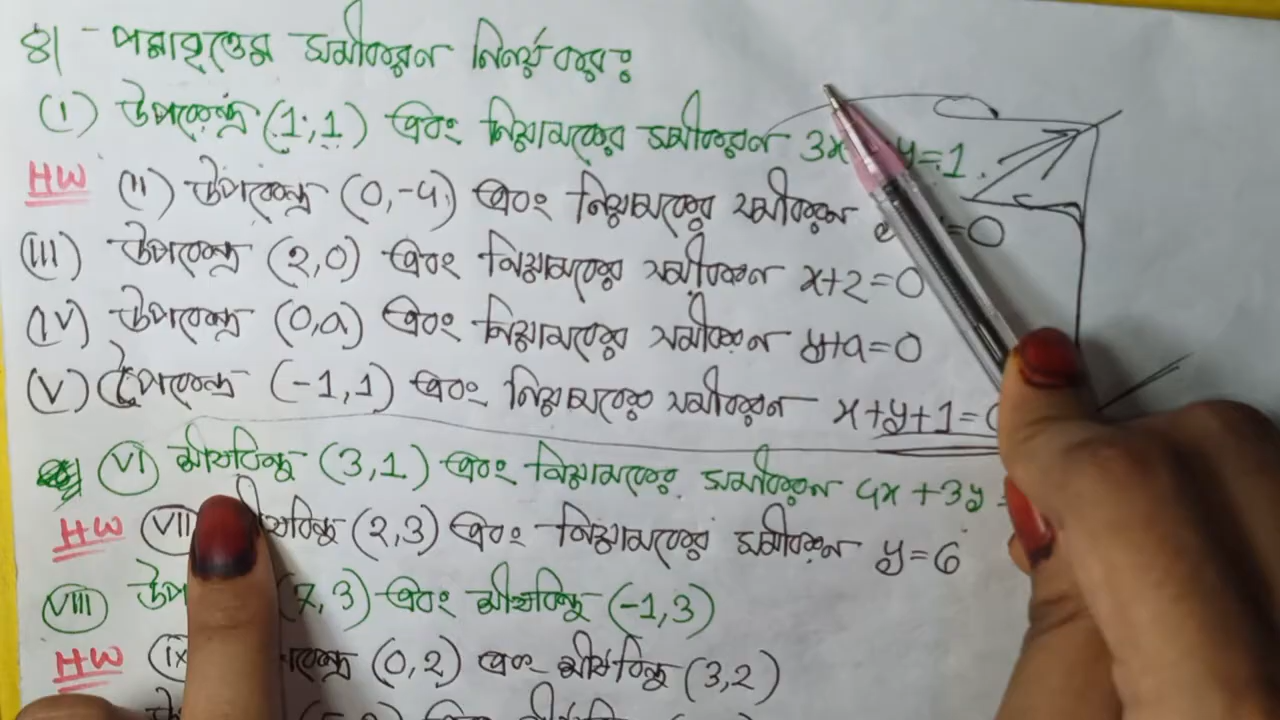 ৪। পরাবৃত্তের সমীকরণ নির্ণয় কর:
(I) উপকেন্দ্র (1,1) এবং নিয়ামকের সমীকরণ 3x y=1.
HW (II) উপকেন্দ্র (0,-4) এবং নিয়ামকের সমীকরণ =0
(III) উপকেন্দ্র (2,0) এবং নিয়ামকের সমীকরণ x+2=0
(IV) উপকেন্দ্র (0,a) এবং নিয়ামকের সমীকরণ y+a=0
(V) উপকেন্দ্র (-1,1) এবং নিয়ামকের সমীকরণ x+y+1=0
(VI) শীর্ষবিন্দু (3,1) এবং নিয়ামকের সমীকরণ 4x+3y
HW (VII) শীর্ষবিন্দু (2,3) এবং নিয়ামকের সমীকরণ y=6
(VIII) (7,3) এবং শীর্ষবিন্দু (-1,3)
HW (0,2) এবং শীর্ষবিন্দু (3,2)